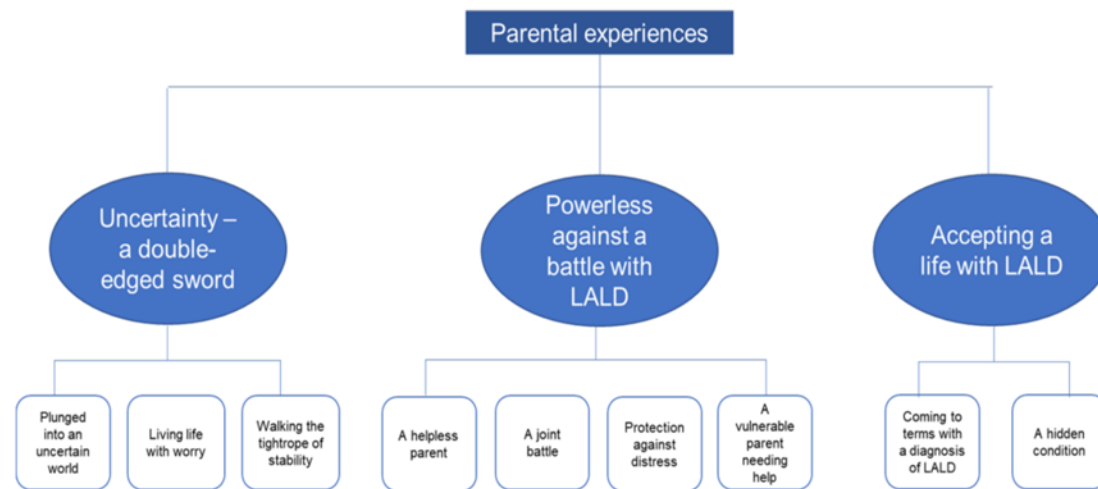 Parental experiences
Uncertainty –
a double-
edged sword
Powerless
against a
battle with
LALD
Accepting a
life with LALD
Plunged
into an
uncertain
world
Living life
with worry
Walking the
tightrope of
stability
A helpless
parent
A joint
battle
Protection
against
distress
A
vulnerable
parent
needing
help
Coming to
terms with
a diagnosis
of LALD
A hidden
condition